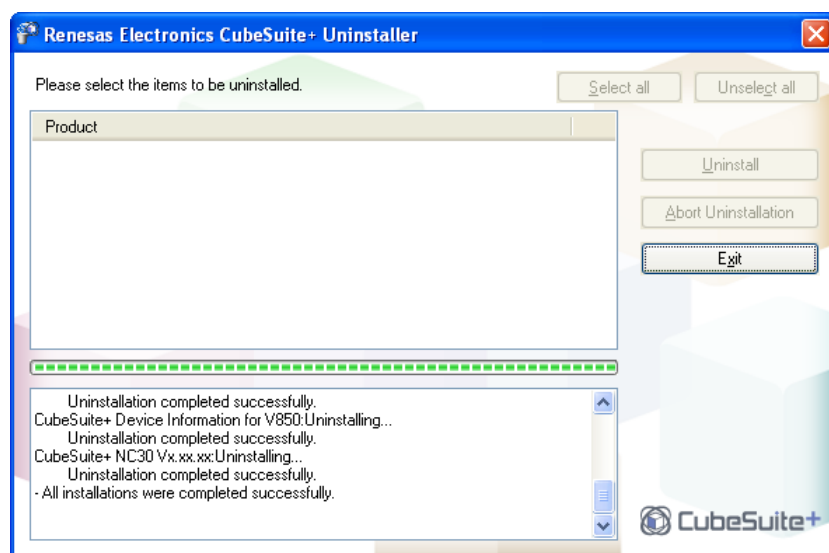 Renesas Electronics CubeSuite+ Uninstaller
Please select the items to be uninstalled.
Select all
Unselect all
Product
Uninstall
Abort Uninstallation
Exit
Uninstallation completed successfully.
CubeSuite+ Device Information for V850:Uninstalling...
Uninstallation completed successfully.
CubeSuite+ NC30 Vx.xx.xx:Uninstalling...
Uninstallation completed successfully.
- All installations were completed successfully.
CubeSuite+